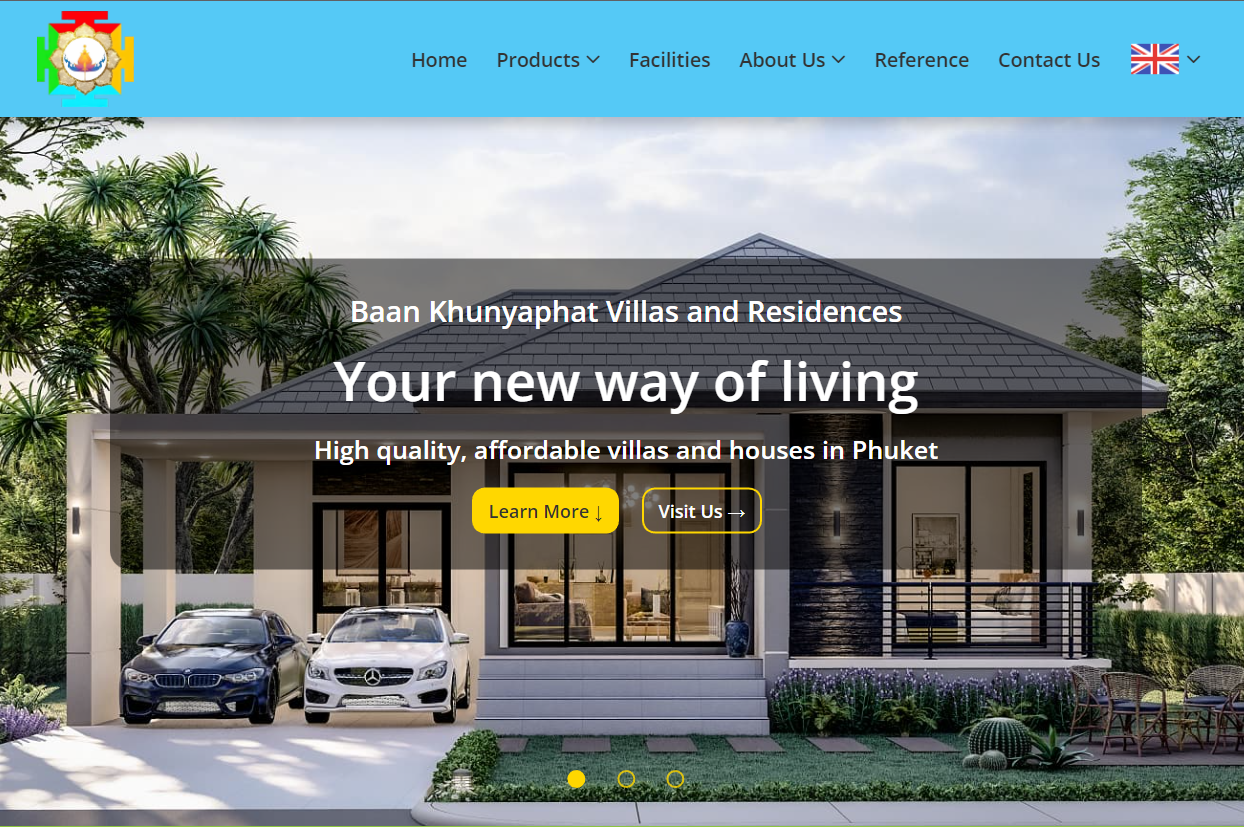 Home Products Facilities About Us Reference Contact Us
Baan Khunyaphat Villas and Residences
Your new way of living
High quality, affordable villas and houses in Phuket
Learn More ↓ Visit Us →